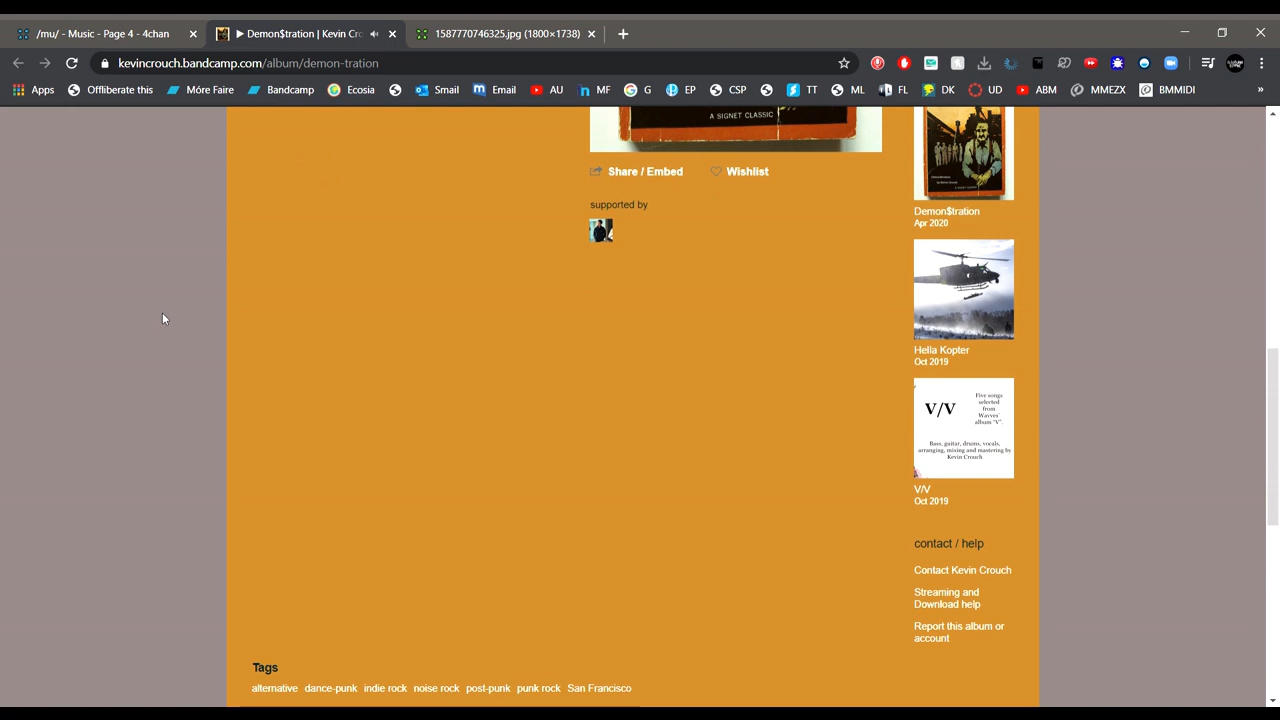 /mu/ - Music - Page 4 - 4chan
Demon$tration | Kevin Cro
1587770746325.jpg (1800×1738)
kevincrouch.bandcamp.com/album/demon-tration
Apps
Offliberate this
More Faire
Bandcamp
Ecosia
Smail
Email
AU
MF
EP
CSP
ML
TT
FL
DK
UD
ABM
MMEZX
BMMIDI
»
A SIGNET CLASSIC
Share / Embed
Wishlist
supported by
Demon$tration
Apr 2020
Hella Kopter
Oct 2019
V/V
Five songs
selected
from
Wavves'
album "V".
Bass, guitar, drums, vocals,
arranging, mixing and mastering by
Kevin Crouch
V/V
Oct 2019
contact / help
Contact Kevin Crouch
Streaming and
Download help
Report this album or
account
Tags
alternative dance-punk indie rock noise rock post-punk punk rock San Francisco